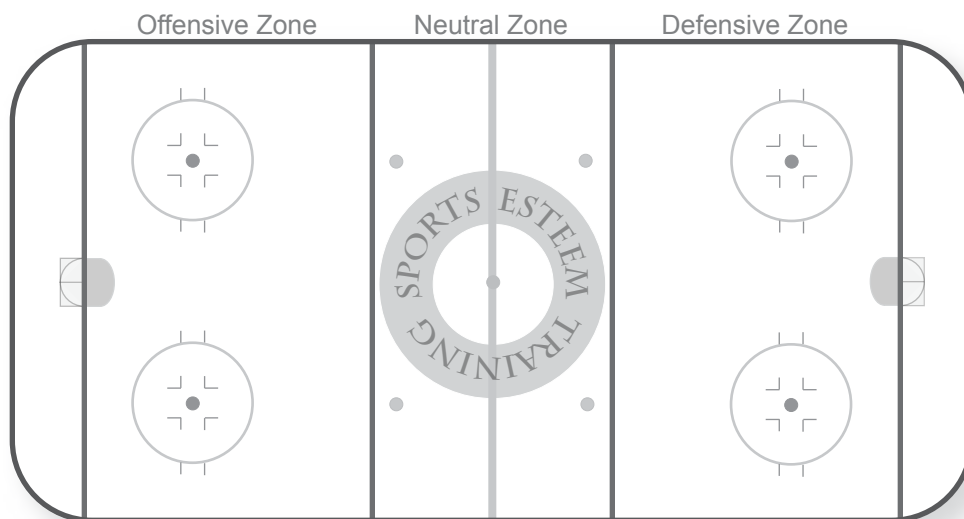 Offensive Zone Neutral Zone Defensive Zone
SPORTS ESTEEM TRAINING